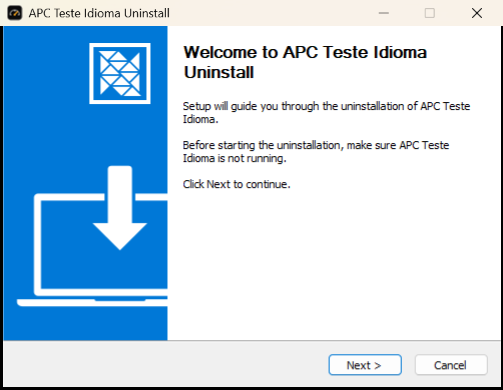 APC Teste Idioma Uninstall
Welcome to APC Teste Idioma
Uninstall
Setup will guide you through the uninstallation of APC Teste
Idioma.
Before starting the uninstallation, make sure APC Teste
Idioma is not running.
Click Next to continue.
Next >
Cancel